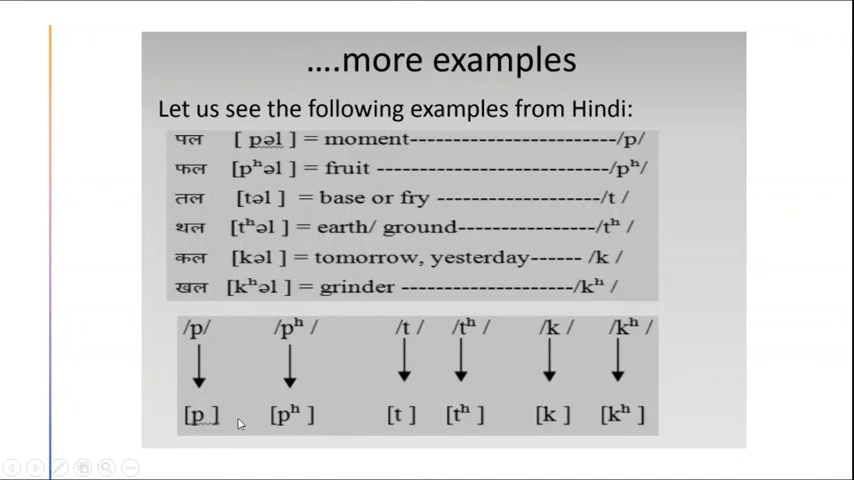 ....more examples
Let us see the following examples from Hindi:
पल [ pəl ] = moment-------------------------/p/
फल [pʰəl ] = fruit ----------------------------/pʰ/
तल [təl ] = base or fry --------------------/t /
थल [tʰəl ] = earth/ ground-----------------/tʰ /
कल [kəl ] = tomorrow, yesterday------ /k /
खल [kʰəl ] = grinder ---------------------/kʰ /
/p/ /pʰ / /t / /tʰ / /k / /kʰ /
[p ] [pʰ ] [t ] [tʰ ] [k ] [kʰ ]